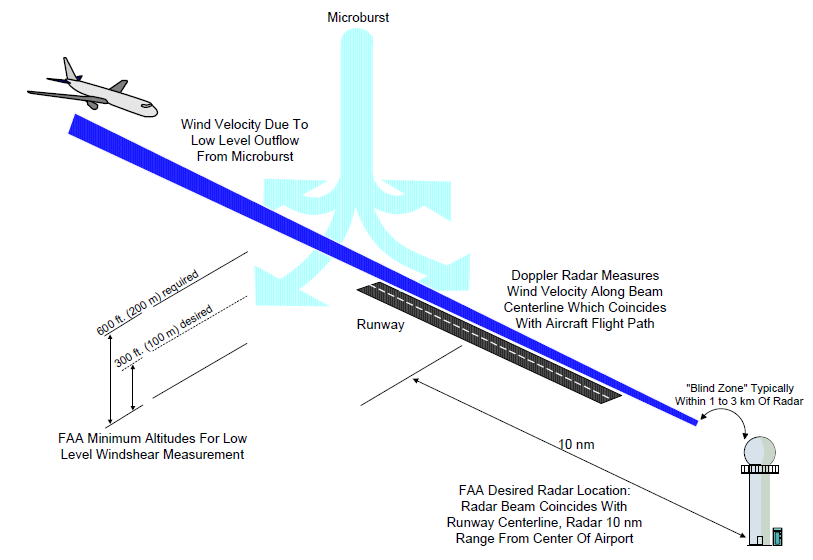 Microburst
Wind Velocity Due To
Low Level Outflow
From Microburst
Doppler Radar Measures
Wind Velocity Along Beam
Centerline Which Coincides
With Aircraft Flight Path
600 ft. (200 m) required
300 ft. (100 m) desired
Runway
"Blind Zone" Typically
Within 1 to 3 km Of Radar
FAA Minimum Altitudes For Low
Level Windshear Measurement
10 nm
FAA Desired Radar Location:
Radar Beam Coincides With
Runway Centerline, Radar 10 nm
Range From Center Of Airport